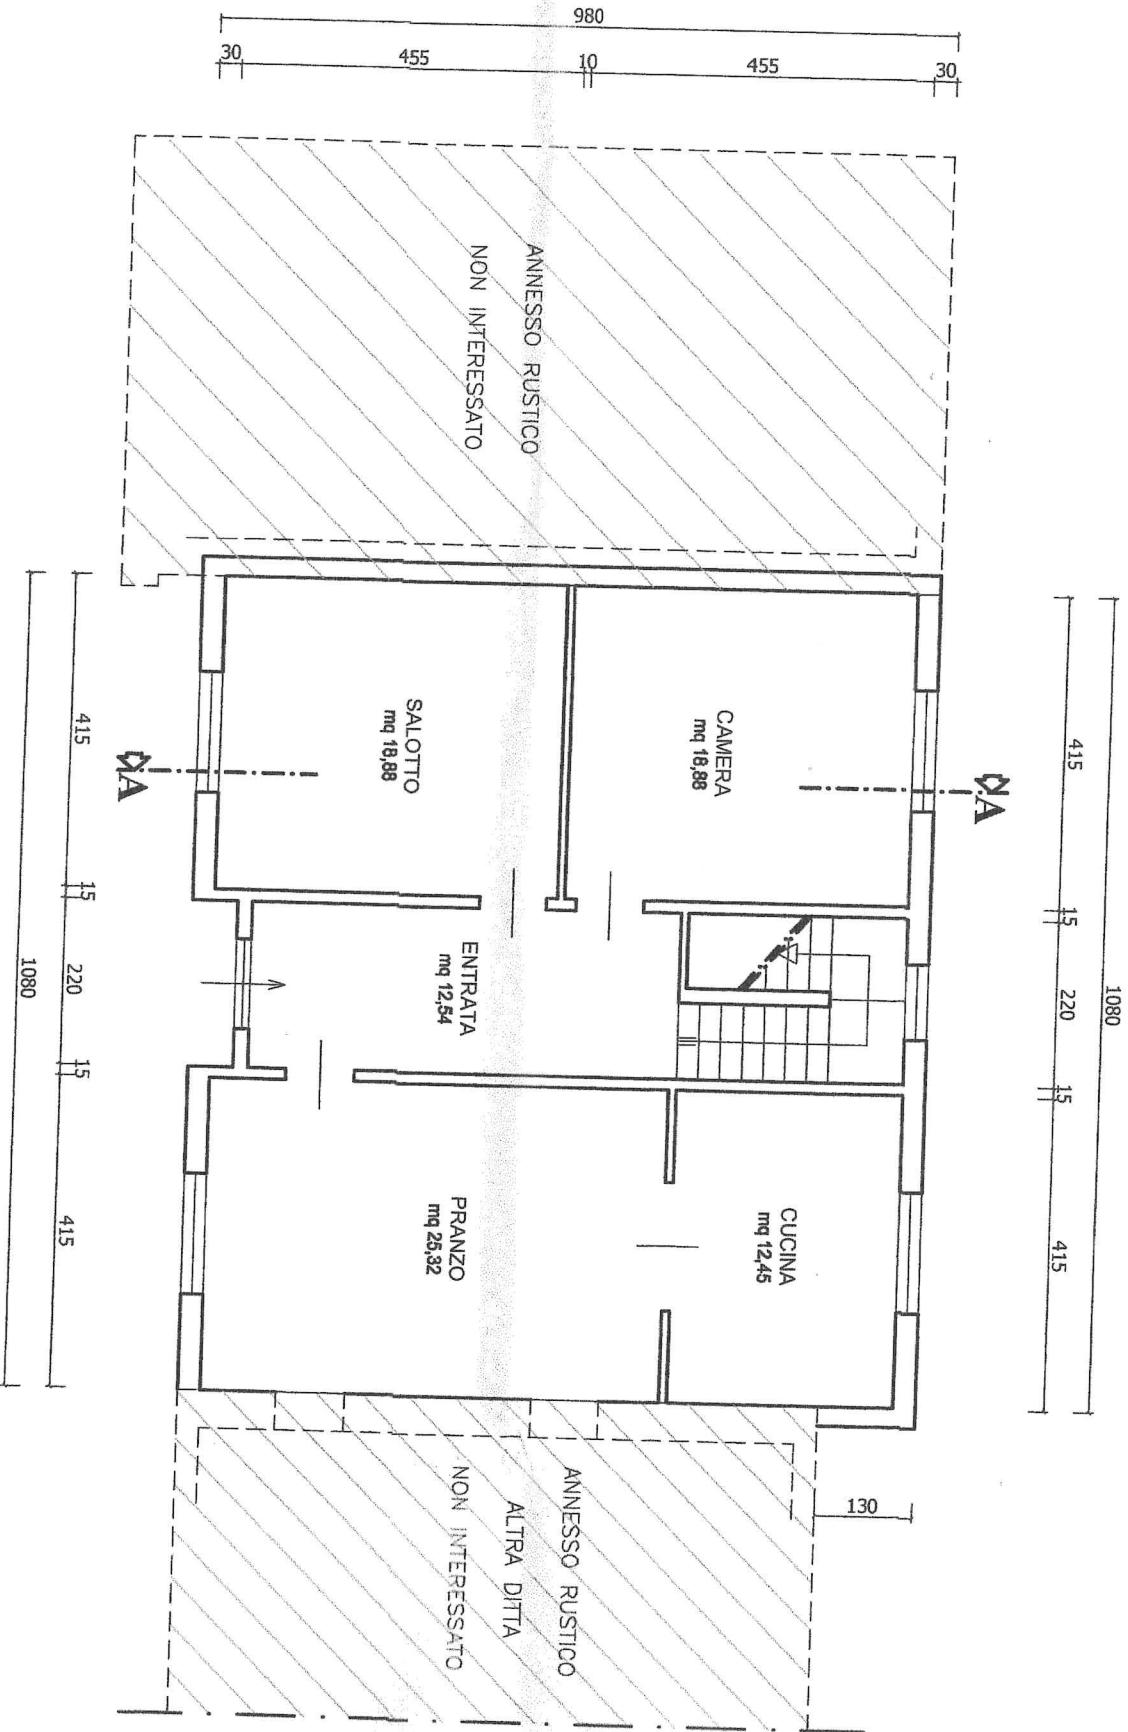 980
30
455
10
455
30
ANNESSO RUSTICO
NON INTERESSATO
1080
415
15
220
15
415
A
A
CAMERA
mq 18,88
SALOTTO
mq 18,88
ENTRATA
mq 12,54
CUCINA
mq 12,45
PRANZO
mq 25,32
415
15
220
15
415
1080
130
ANNESSO RUSTICO
ALTRA DITTA
NON INTERESSATO